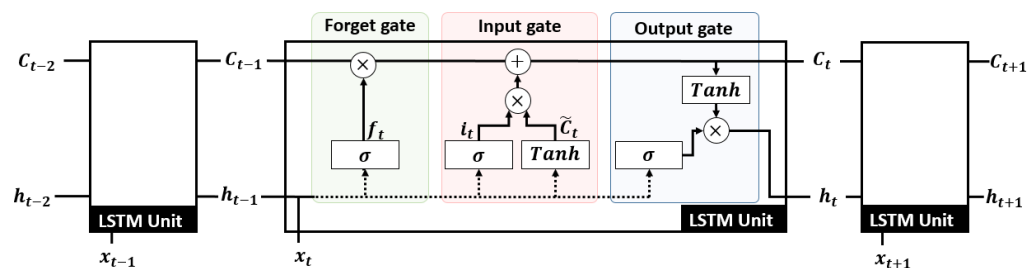 Forget gate Input gate Output gate
C_{t-2} C_{t-1} × + C_t C_{t+1}
Tanh
×
f_t i_t C̃_t ×
σ σ Tanh σ
h_{t-2} h_{t-1} h_t h_{t+1}
LSTM Unit LSTM Unit LSTM Unit
x_{t-1} x_t x_{t+1}